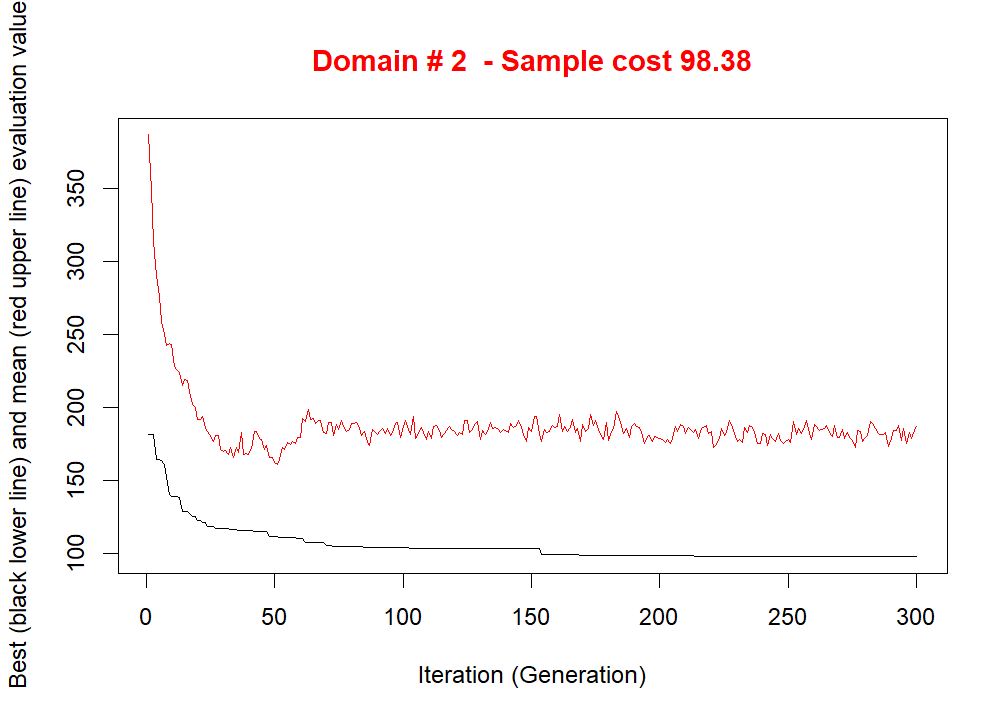 Domain # 2 - Sample cost 98.38
Best (black lower line) and mean (red upper line) evaluation value
350
300
250
200
150
100
0 50 100 150 200 250 300
Iteration (Generation)